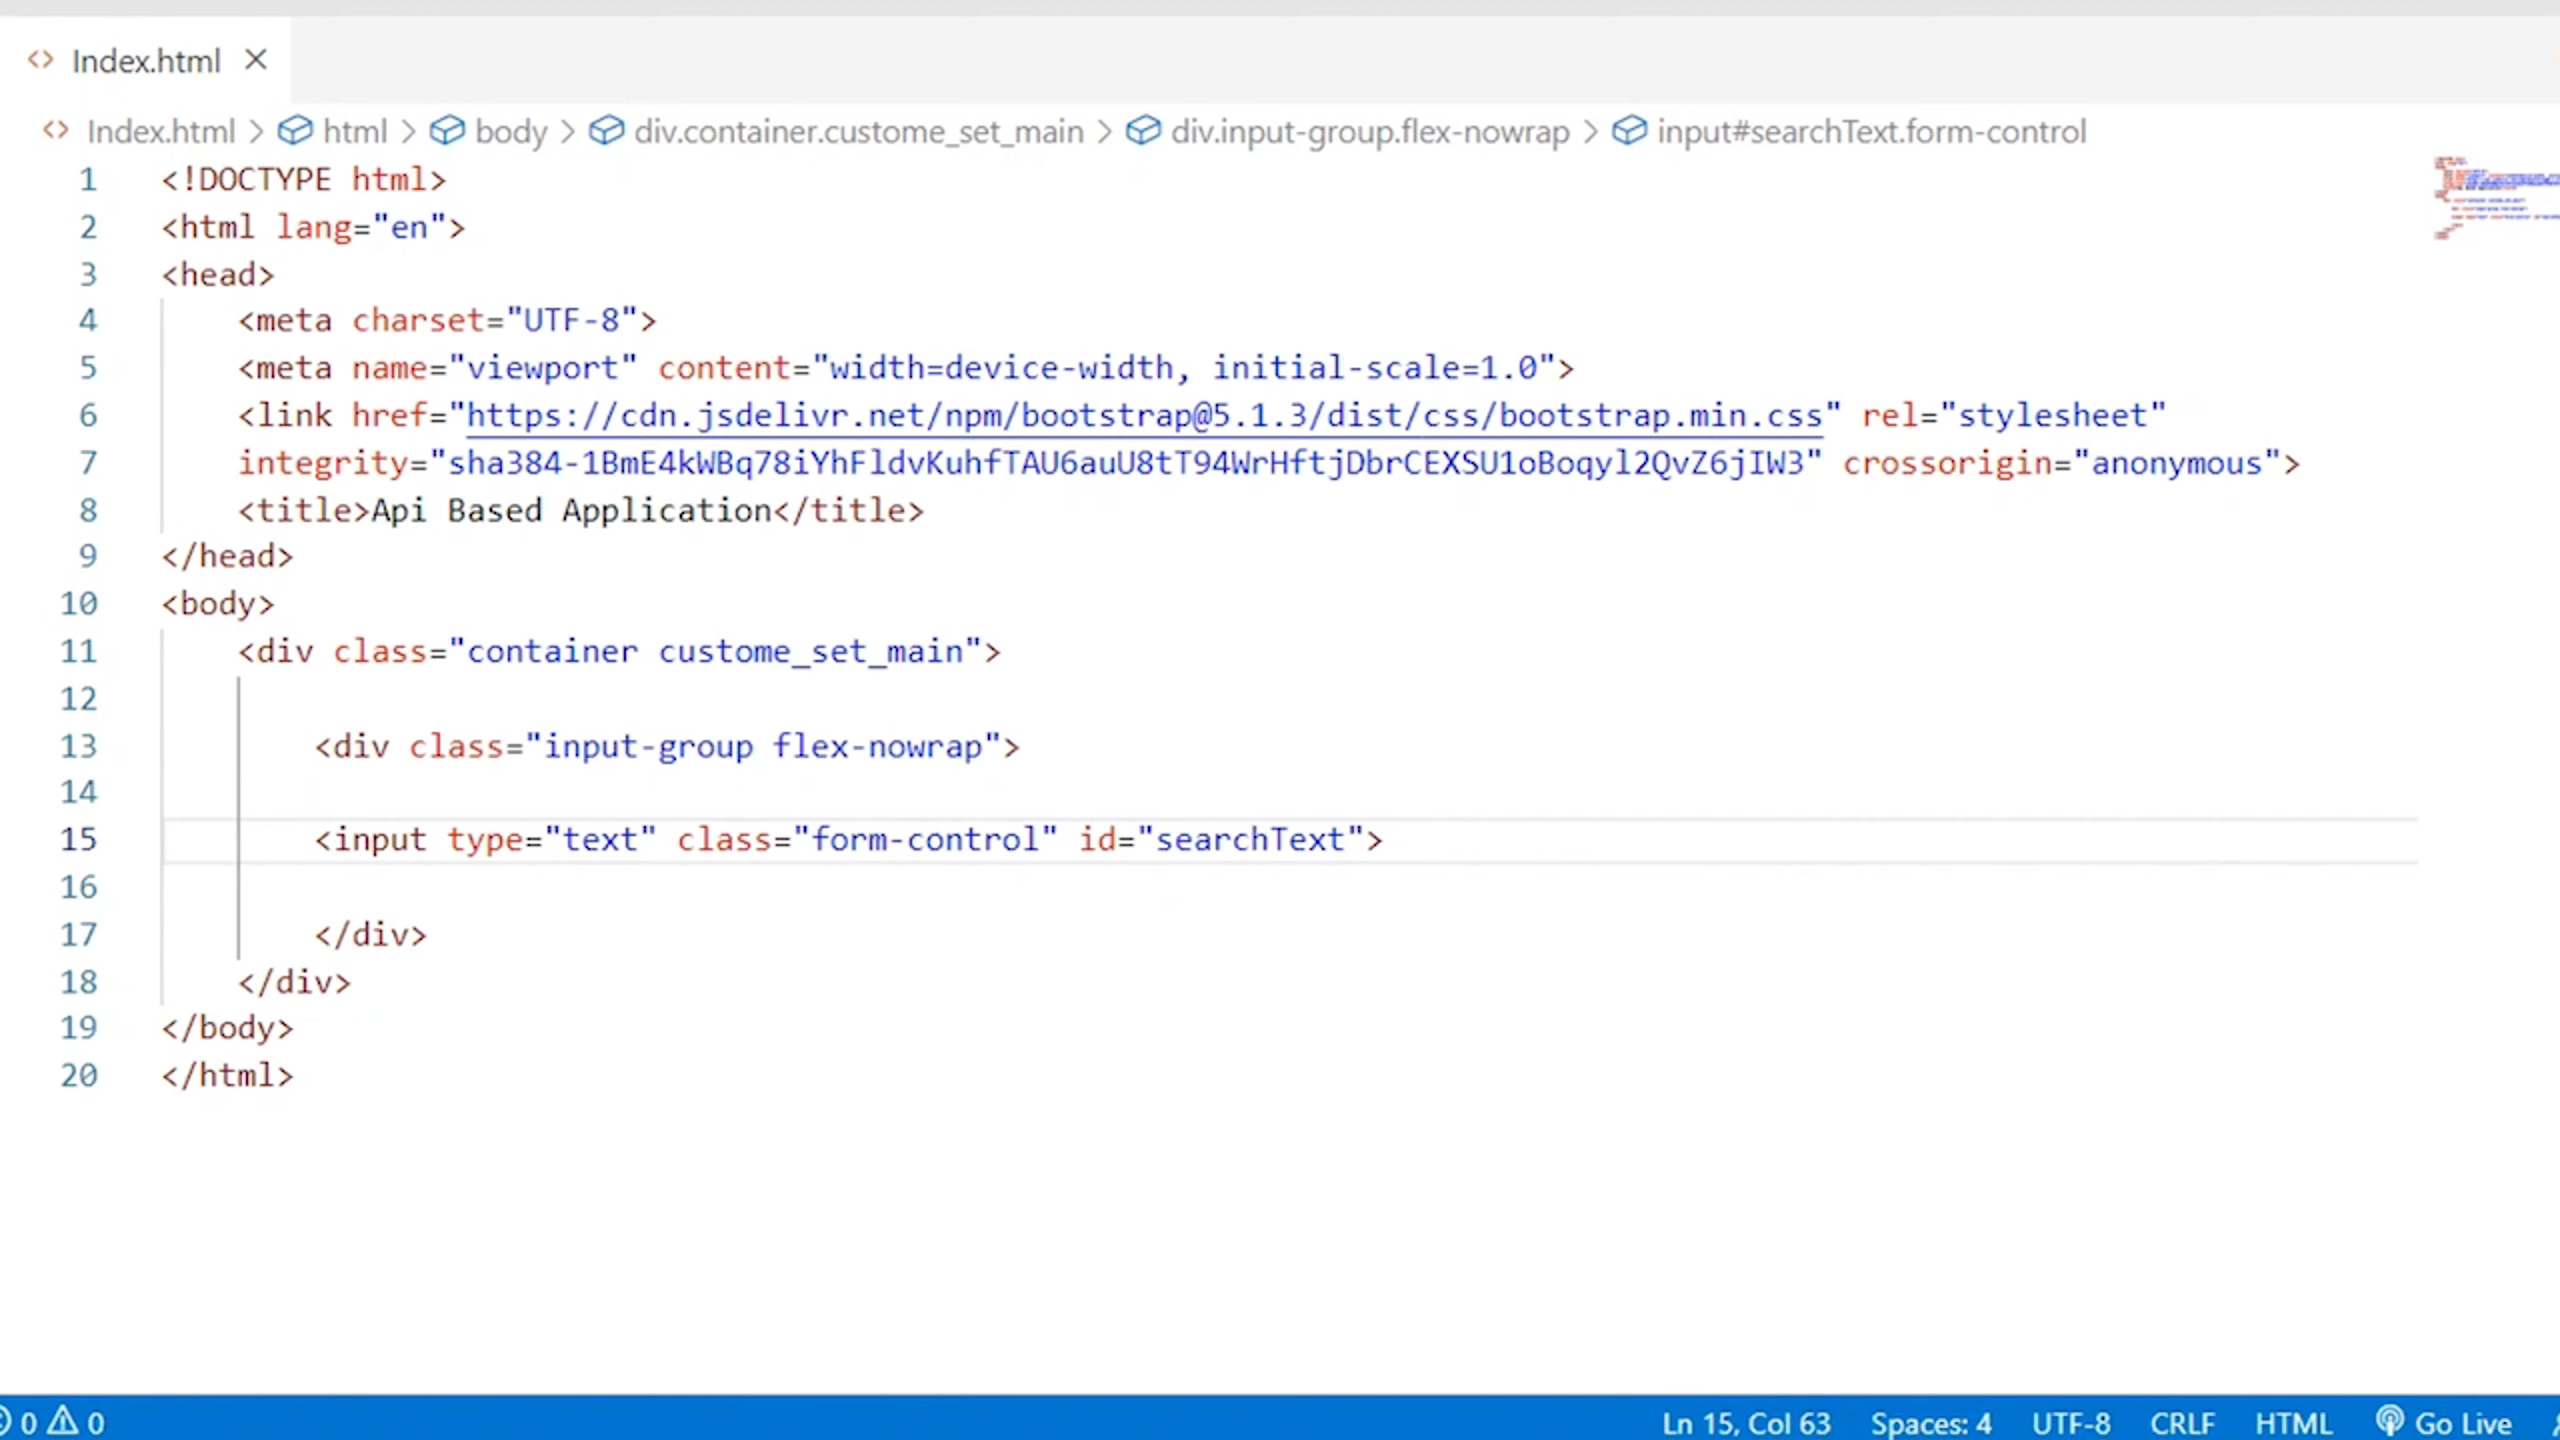 Index.html
Index.html > html > body > div.container.custome_set_main > div.input-group.flex-nowrap > input#searchText.form-control
1 <!DOCTYPE html>
2 <html lang="en">
3 <head>
4 <meta charset="UTF-8">
5 <meta name="viewport" content="width=device-width, initial-scale=1.0">
6 <link href="https://cdn.jsdelivr.net/npm/bootstrap@5.1.3/dist/css/bootstrap.min.css" rel="stylesheet"
7 integrity="sha384-1BmE4kWBq78iYhFldvKuhfTAU6auU8tT94WrHftjDbrCEXSU1oBoqyl2QvZ6jIW3" crossorigin="anonymous">
8 <title>Api Based Application</title>
9 </head>
10 <body>
11 <div class="container custome_set_main">
12
13 <div class="input-group flex-nowrap">
14
15 <input type="text" class="form-control" id="searchText">
16
17 </div>
18 </div>
19 </body>
20 </html>
0 0 Ln 15, Col 63 Spaces: 4 UTF-8 CRLF HTML Go Live